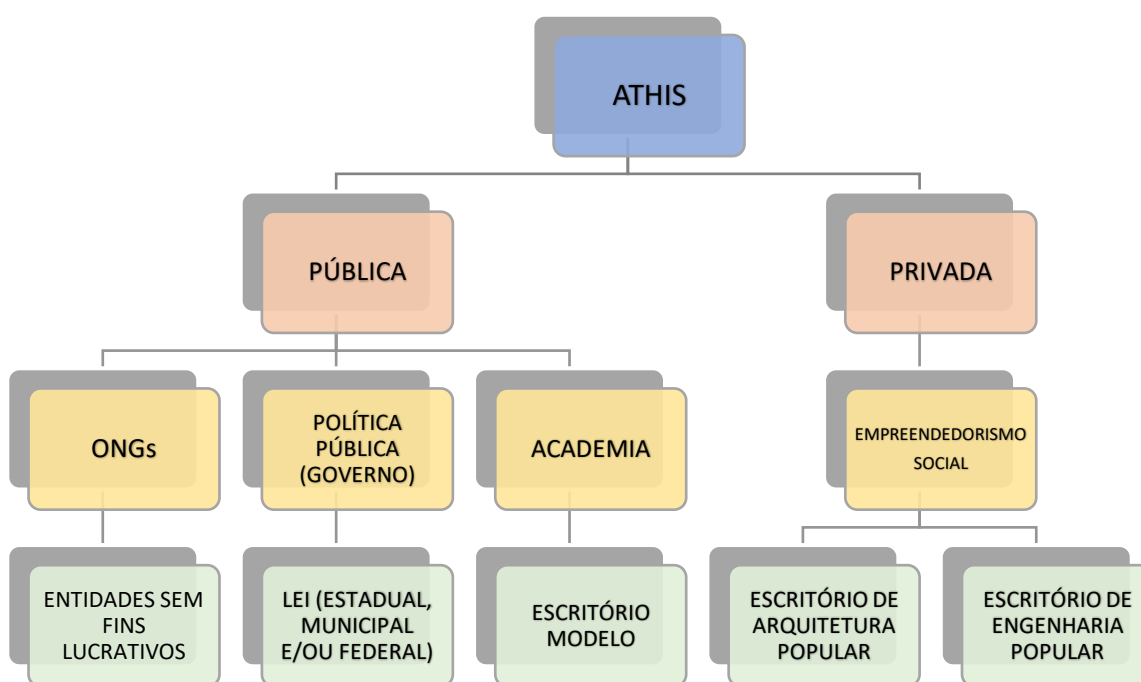 ATHIS
PÚBLICA
PRIVADA
ONGs
POLÍTICA
PÚBLICA
(GOVERNO)
ACADEMIA
EMPREENDEDORISMO
SOCIAL
ENTIDADES SEM
FINS
LUCRATIVOS
LEI (ESTADUAL,
MUNICIPAL
E/OU FEDERAL)
ESCRITÓRIO
MODELO
ESCRITÓRIO DE
ARQUITETURA
POPULAR
ESCRITÓRIO DE
ENGENHARIA
POPULAR